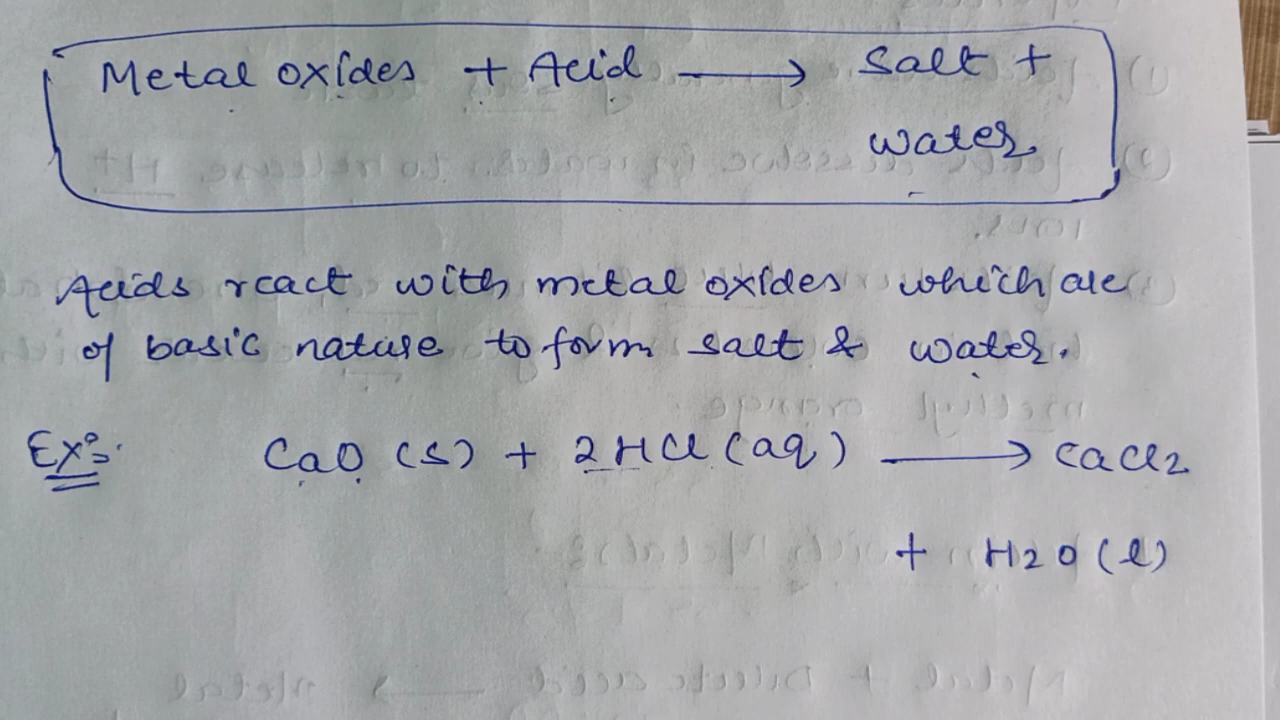 Metal oxides + Acid ⟶ Salt +
water
Acids react with metal oxides which are
of basic nature to form salt & water.
Ex:
CaO (s) + 2HCl (aq) ⟶ CaCl2
+ H2O (l)